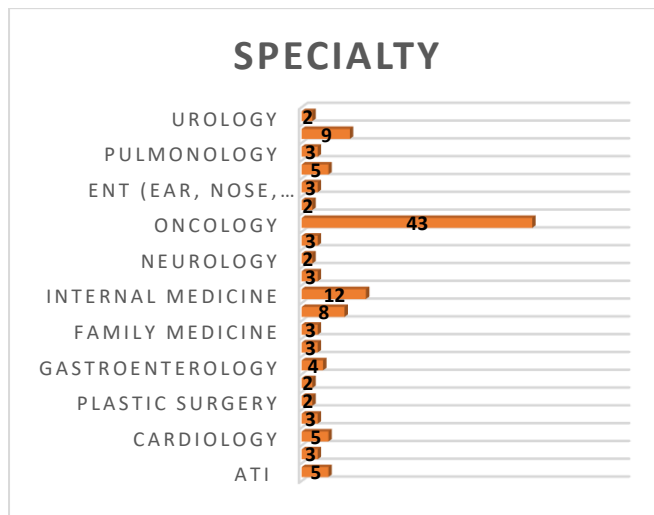 SPECIALTY
UROLOGY 2
9
PULMONOLOGY 3
5
ENT (EAR, NOSE,... 3
2
ONCOLOGY 43
3
NEUROLOGY 2
3
INTERNAL MEDICINE 12
8
FAMILY MEDICINE 3
3
GASTROENTEROLOGY 4
2
PLASTIC SURGERY 2
3
CARDIOLOGY 5
3
ATI 5